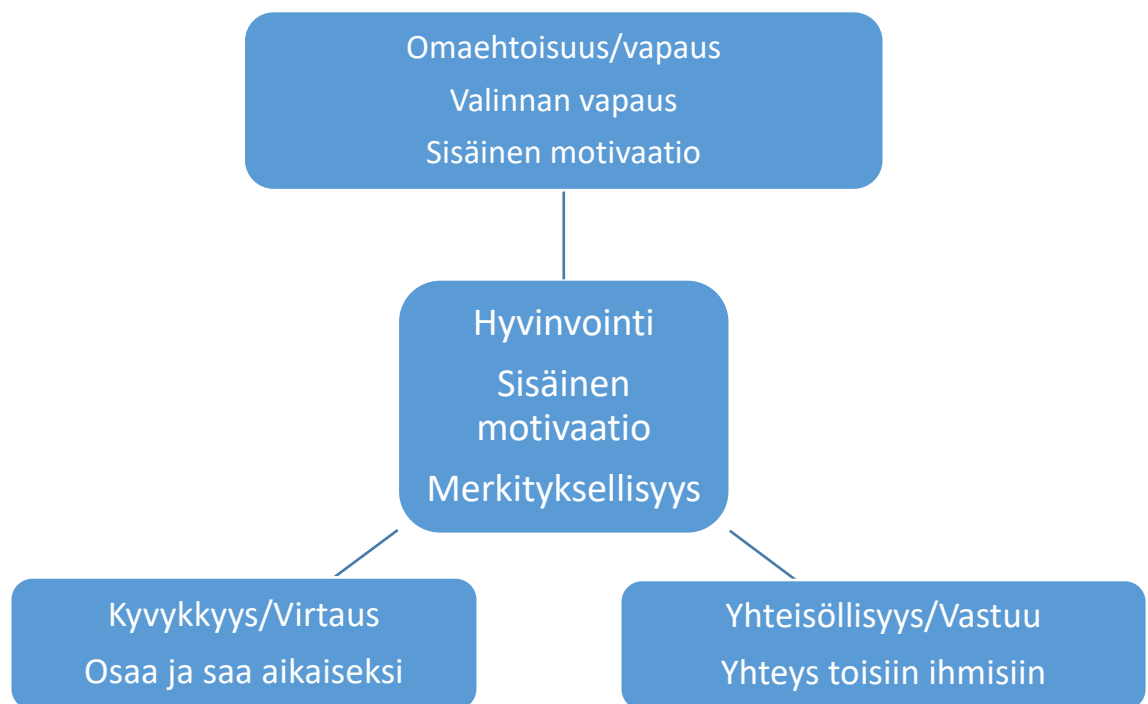 Omaehtoisuus/vapaus
Valinnan vapaus
Sisäinen motivaatio
Hyvinvointi
Sisäinen
motivaatio
Merkityksellisyys
Kyvykkyys/Virtaus
Osaa ja saa aikaiseksi
Yhteisöllisyys/Vastuu
Yhteys toisiin ihmisiin